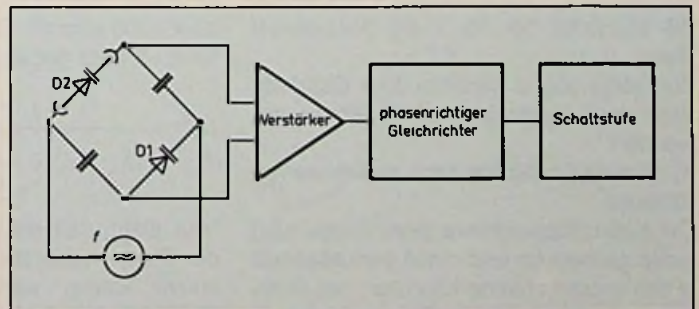 D2
D1
f
Verstärker
phasenrichtiger
Gleichrichter
Schaltstufe